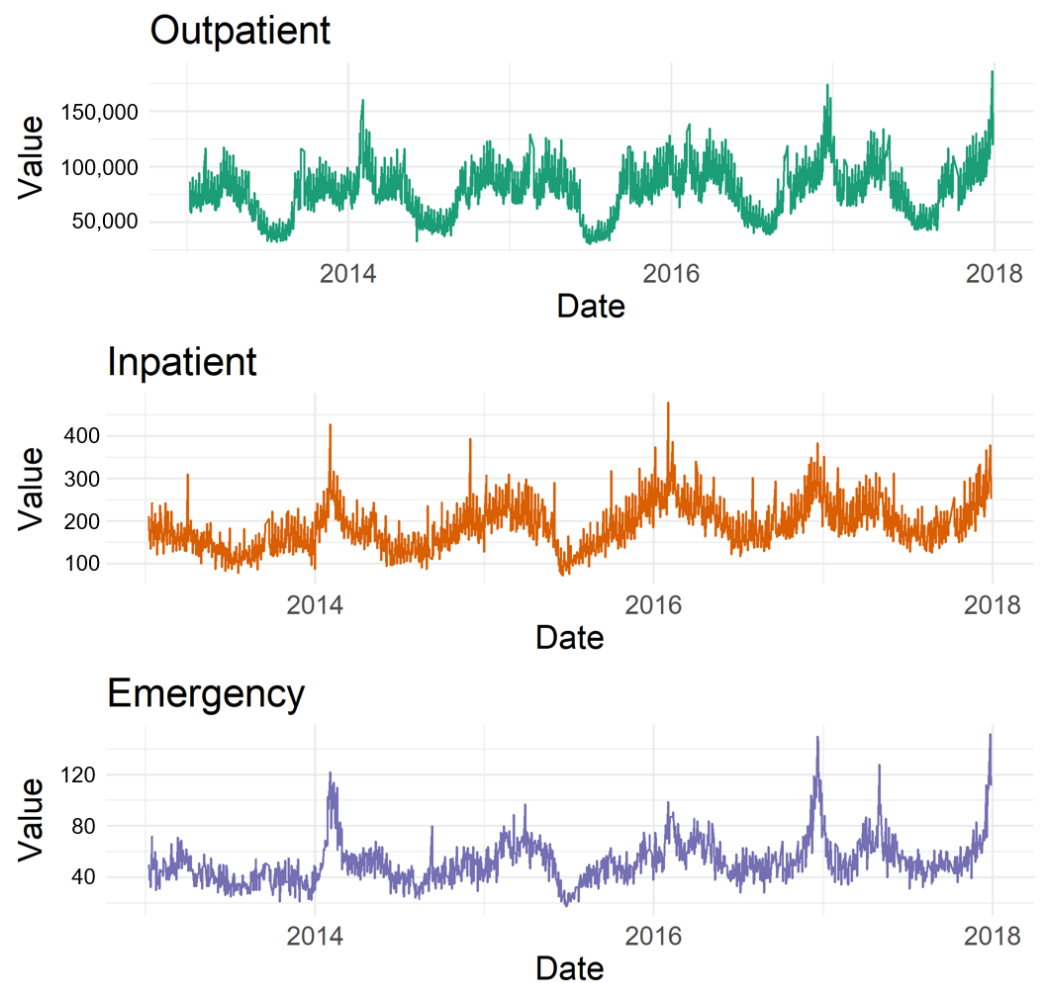 Outpatient
Value
150,000
100,000
50,000
2014 2016 2018
Date
Inpatient
Value
400
300
200
100
2014 2016 2018
Date
Emergency
Value
120
80
40
2014 2016 2018
Date